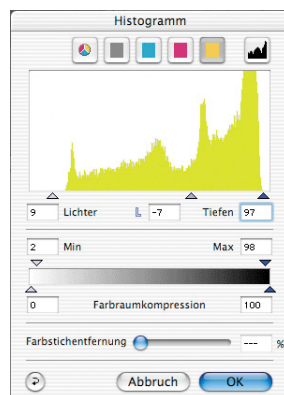 Histogramm
9 Lichter L -7 Tiefen 97
2 Min Max 98
0 Farbraumkompression 100
Farbstichentfernung ---
Abbruch OK